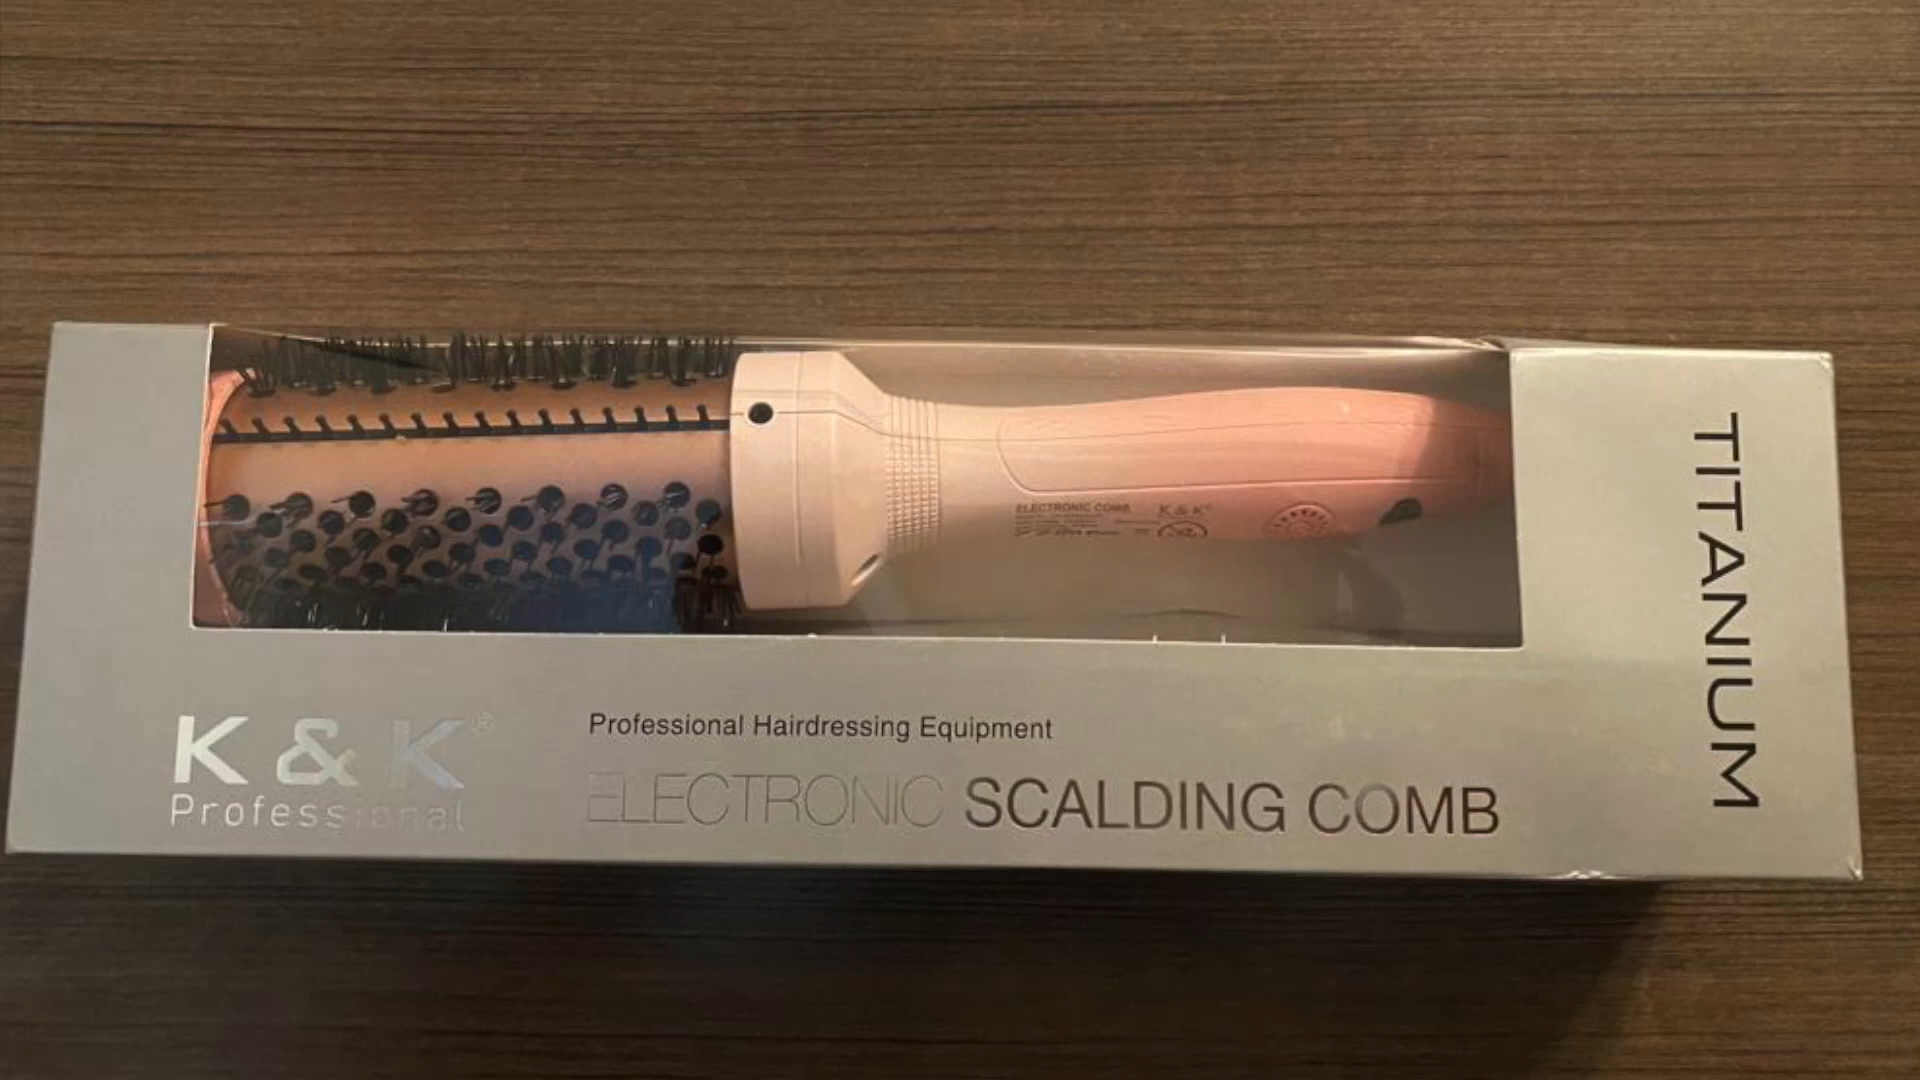 ELECTRONIC COMB
K & K
K & K®
Professional
Professional Hairdressing Equipment
ELECTRONIC SCALDING COMB
TITANIUM